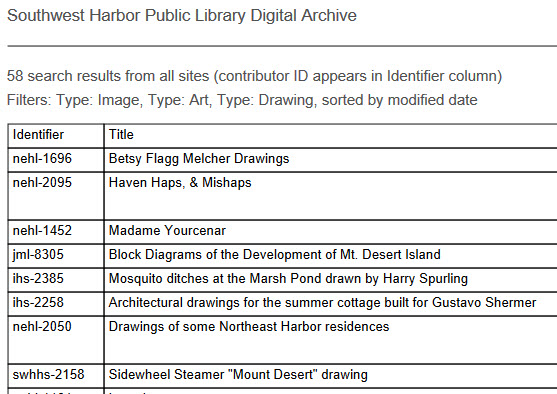 Southwest Harbor Public Library Digital Archive
58 search results from all sites (contributor ID appears in Identifier column)
Filters: Type: Image, Type: Art, Type: Drawing, sorted by modified date
Identifier Title
nehl-1696 Betsy Flagg Melcher Drawings
nehl-2095 Haven Haps, & Mishaps
nehl-1452 Madame Yourcenar
jml-8305 Block Diagrams of the Development of Mt. Desert Island
ihs-2385 Mosquito ditches at the Marsh Pond drawn by Harry Spurling
ihs-2258 Architectural drawings for the summer cottage built for Gustavo Shermer
nehl-2050 Drawings of some Northeast Harbor residences
swhhs-2158 Sidewheel Steamer "Mount Desert" drawing